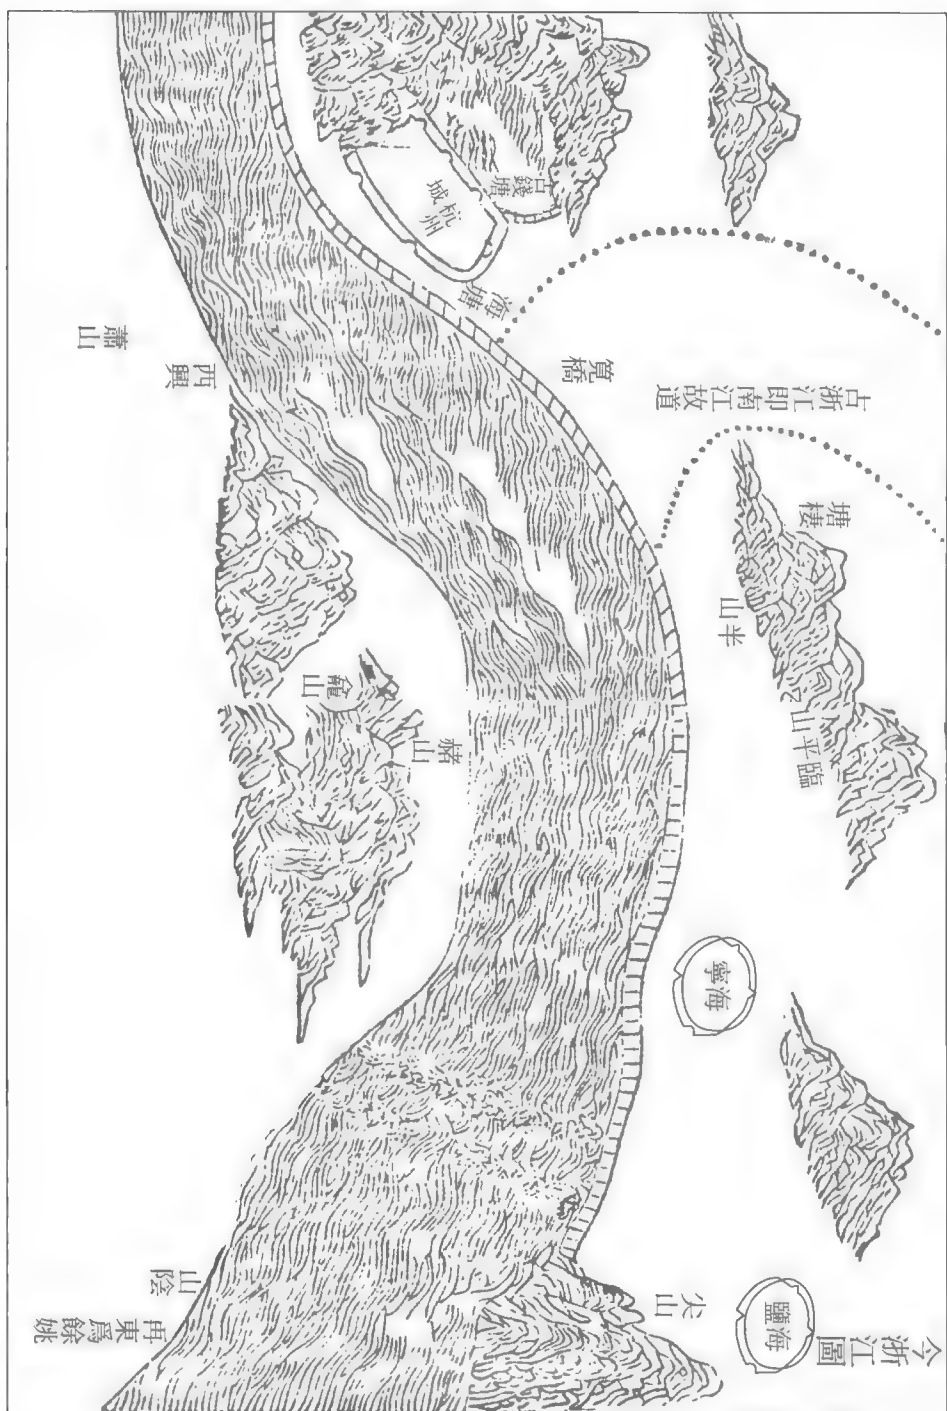 今浙江圖
海鹽
尖山
海寧
臨平山
半山
塘棲
古浙江即南江故道
筧橋
海塘
古錢塘
杭州城
再東爲餘姚
山陰
赭山
龕山
西興
蕭山